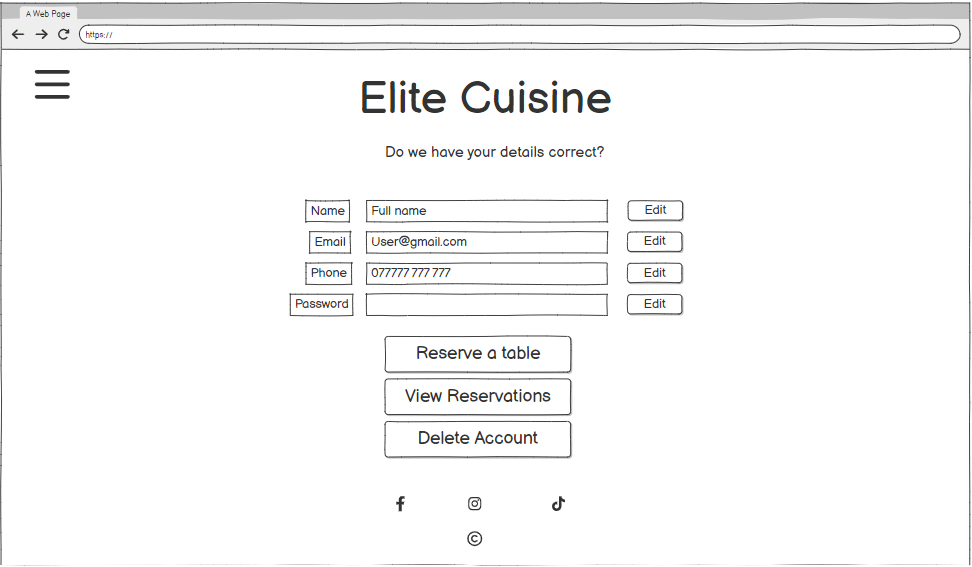 A Web Page
https://
Elite Cuisine
Do we have your details correct?
Name Full name Edit
Email User@gmail.com Edit
Phone 077777 777 777 Edit
Password Edit
Reserve a table
View Reservations
Delete Account
©